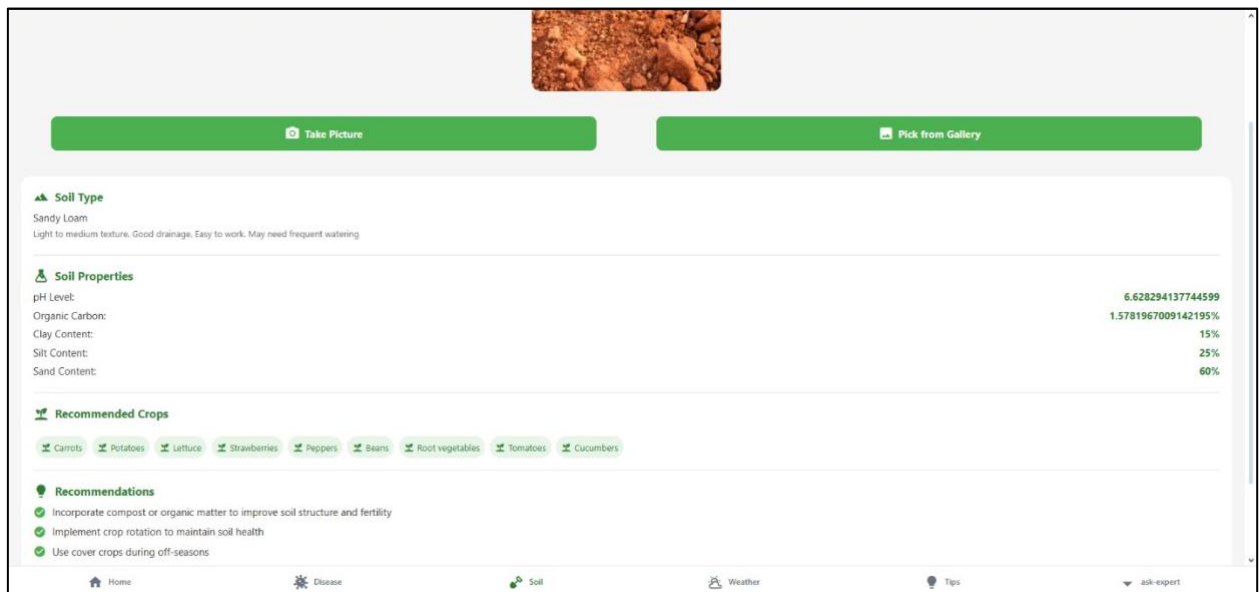 Take Picture
Pick from Gallery
Soil Type
Sandy Loam
Light to medium texture. Good drainage. Easy to work. May need frequent watering
Soil Properties
pH Level: 6.628294137744599
Organic Carbon: 1.5781967009142195%
Clay Content: 15%
Silt Content: 25%
Sand Content: 60%
Recommended Crops
Carrots Potatoes Lettuce Strawberries Peppers Beans Root vegetables Tomatoes Cucumbers
Recommendations
Incorporate compost or organic matter to improve soil structure and fertility
Implement crop rotation to maintain soil health
Use cover crops during off-seasons
Home Disease Soil Weather Tips ask-expert